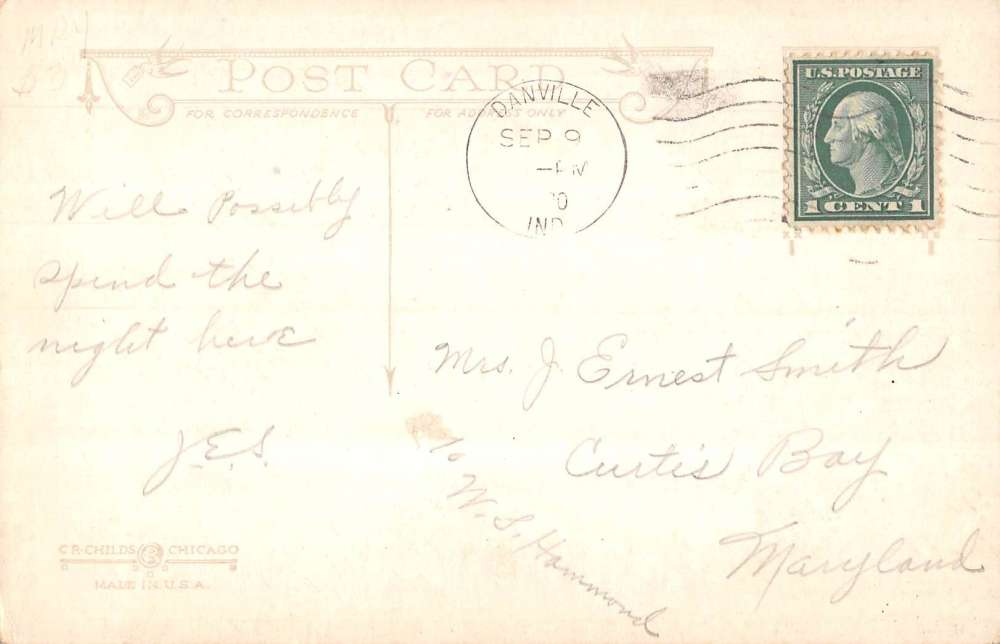 POST CARD
FOR CORRESPONDENCE
FOR ADDRESS ONLY
DANVILLE
SEP 9
IND
U.S. POSTAGE
1 CENT 1
Will Possibly
spend the
night here
J.E.S.
Mrs. J. Ernest Smith
Curtis Bay
Maryland
W. S. Hammond
C.R. CHILDS CHICAGO
MADE IN U.S.A.